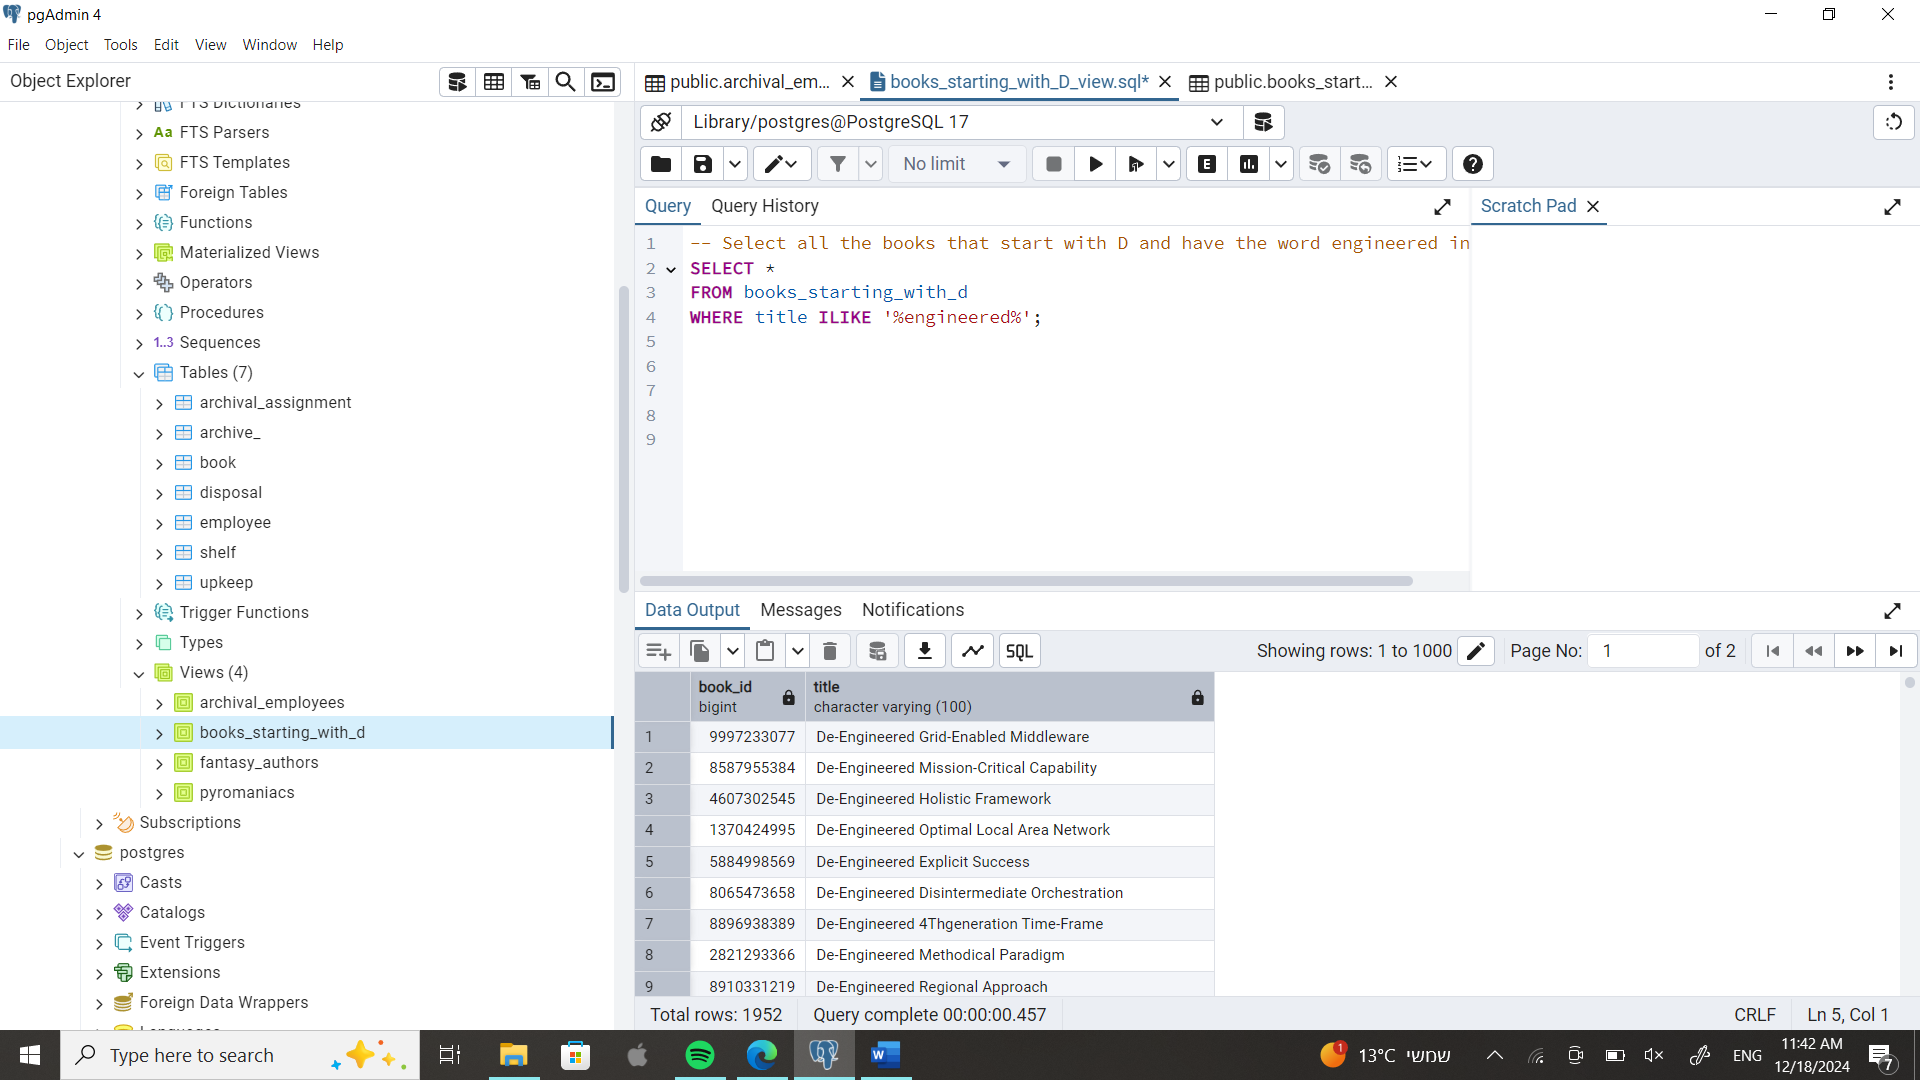 pgAdmin 4
File Object Tools Edit View Window Help
Object Explorer
FTS Dictionaries
FTS Parsers
FTS Templates
Foreign Tables
Functions
Materialized Views
Operators
Procedures
1..3 Sequences
Tables (7)
archival_assignment
archive_
book
disposal
employee
shelf
upkeep
Trigger Functions
Types
Views (4)
archival_employees
books_starting_with_d
fantasy_authors
pyromaniacs
Subscriptions
postgres
Casts
Catalogs
Event Triggers
Extensions
Foreign Data Wrappers
Languages
public.archival_em... books_starting_with_D_view.sql* public.books_start...
Library/postgres@PostgreSQL 17
No limit
Query Query History
Scratch Pad
1 -- Select all the books that start with D and have the word engineered in
2 SELECT *
3 FROM books_starting_with_d
4 WHERE title ILIKE '%engineered%';
5
6
7
8
9
Data Output Messages Notifications
SQL Showing rows: 1 to 1000 Page No: 1 of 2
book_id title
bigint character varying (100)
1 9997233077 De-Engineered Grid-Enabled Middleware
2 8587955384 De-Engineered Mission-Critical Capability
3 4607302545 De-Engineered Holistic Framework
4 1370424995 De-Engineered Optimal Local Area Network
5 5884998569 De-Engineered Explicit Success
6 8065473658 De-Engineered Disintermediate Orchestration
7 8896938389 De-Engineered 4Thgeneration Time-Frame
8 2821293366 De-Engineered Methodical Paradigm
9 8910331219 De-Engineered Regional Approach
Total rows: 1952 Query complete 00:00:00.457 CRLF Ln 5, Col 1
Type here to search
1 13°C שמשי ENG 11:42 AM
12/18/2024 7